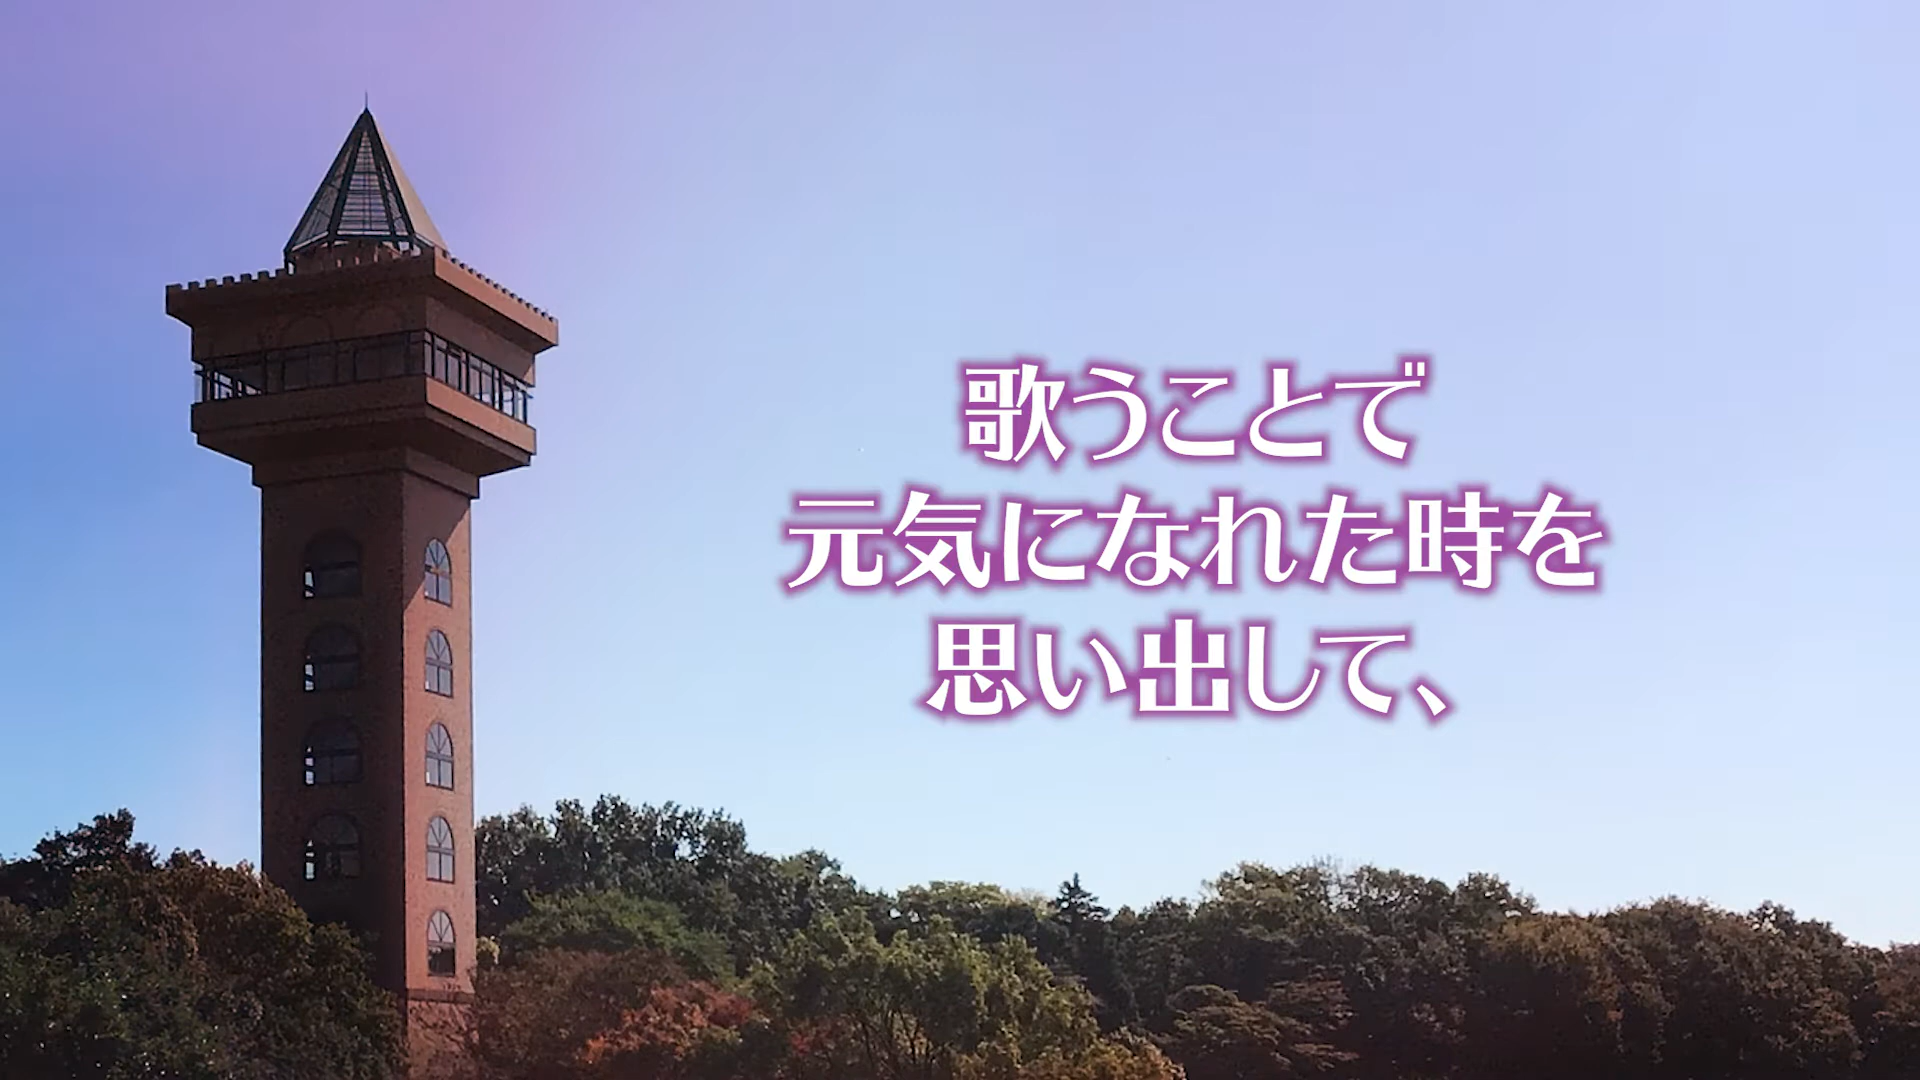 歌うことで
元気になれた時を
思い出して、